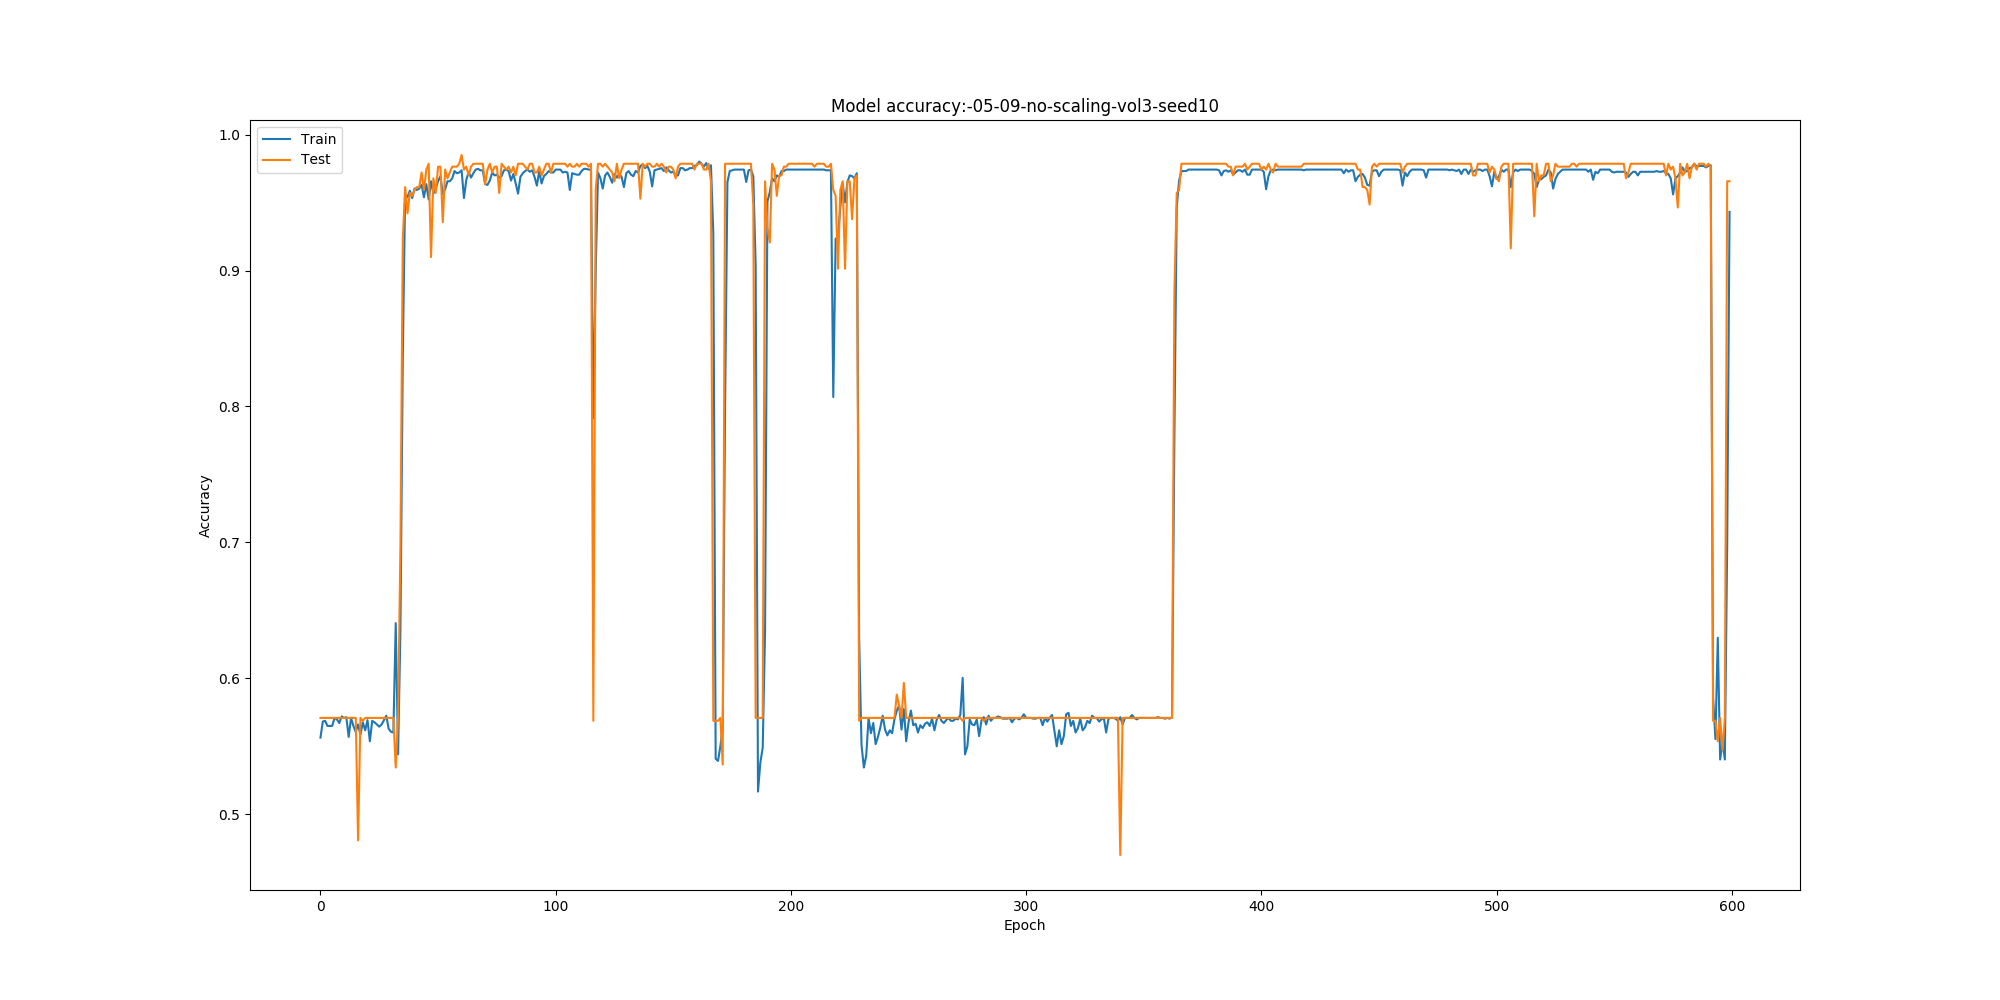 Model accuracy:-05-09-no-scaling-vol3-seed10
Train
Test
1.0
0.9
0.8
0.7
0.6
0.5
Accuracy
0 100 200 300 400 500 600
Epoch